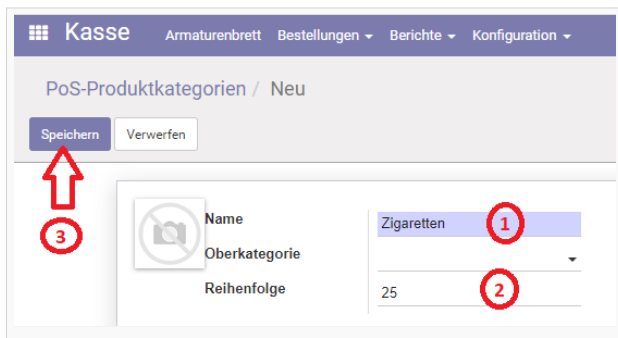 Kasse Armaturenbrett Bestellungen Berichte Konfiguration
PoS-Produktkategorien / Neu
Speichern Verwerfen
3
Name Zigaretten 1
Oberkategorie
Reihenfolge 25 2